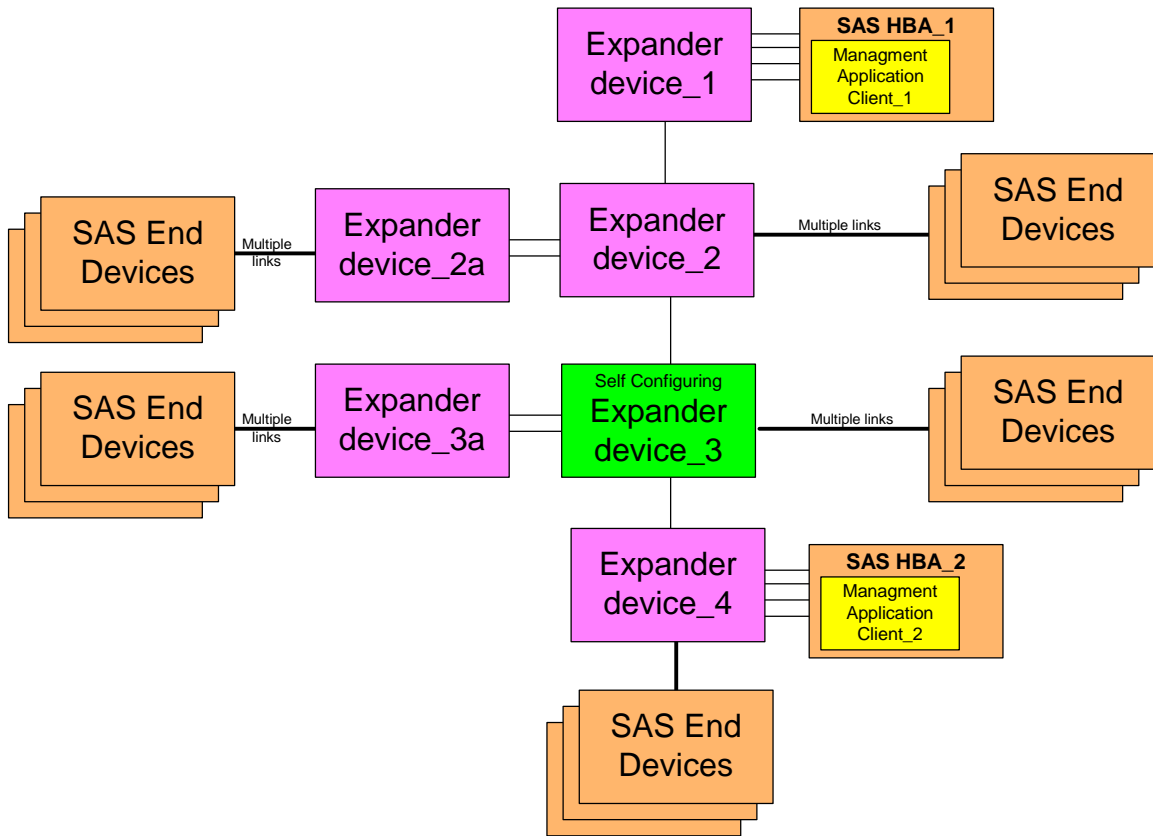 Expander
device_1
SAS HBA_1
Managment
Application
Client_1
SAS End
Devices
Multiple
links
Expander
device_2a
Expander
device_2
Multiple links
SAS End
Devices
SAS End
Devices
Multiple
links
Expander
device_3a
Self Configuring
Expander
device_3
Multiple links
SAS End
Devices
Expander
device_4
SAS HBA_2
Managment
Application
Client_2
SAS End
Devices